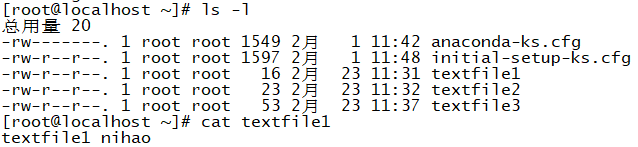 [root@localhost ~]# ls -l
总用量 20
-rw-------. 1 root root 1549 2月   1 11:42 anaconda-ks.cfg
-rw-r--r--. 1 root root 1597 2月   1 11:48 initial-setup-ks.cfg
-rw-r--r--. 1 root root   16 2月  23 11:31 textfile1
-rw-r--r--. 1 root root   23 2月  23 11:32 textfile2
-rw-r--r--. 1 root root   53 2月  23 11:37 textfile3
[root@localhost ~]# cat textfile1
textfile1 nihao